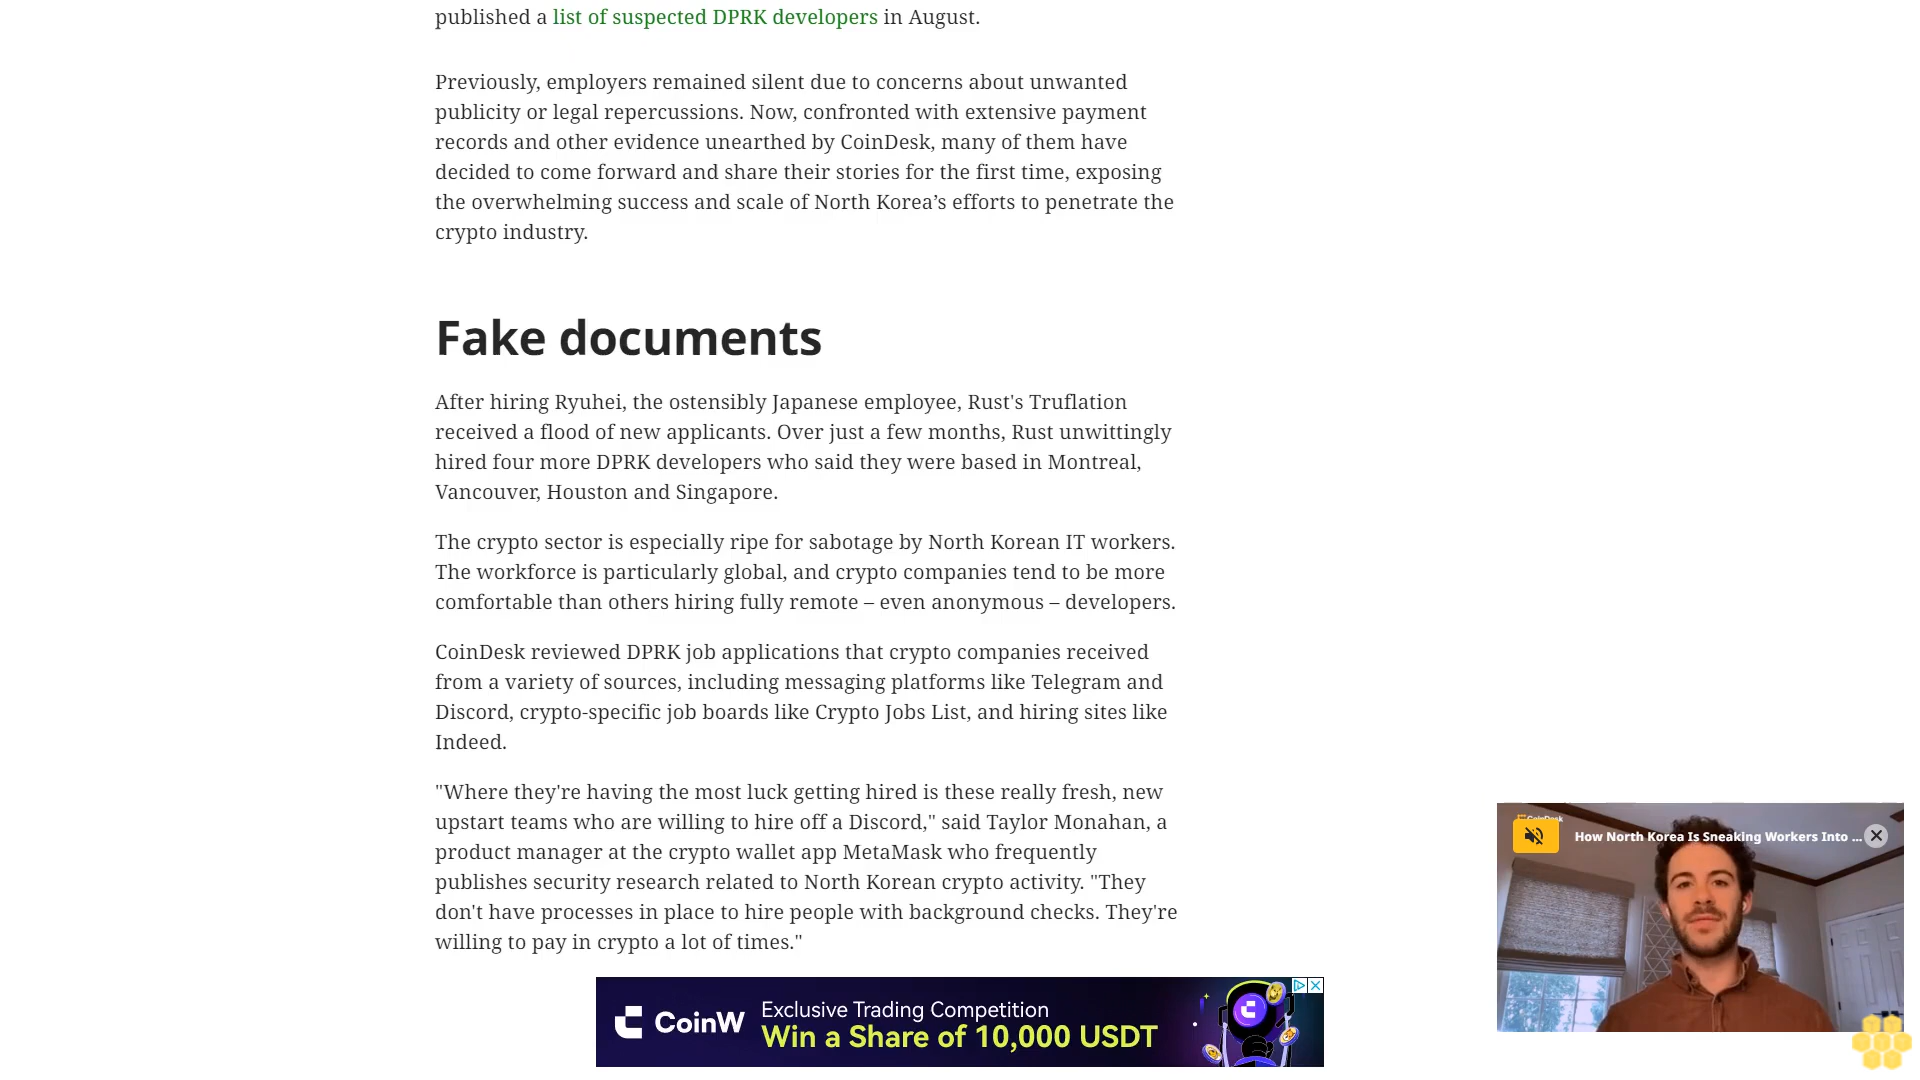 published a list of suspected DPRK developers in August.
Previously, employers remained silent due to concerns about unwanted
publicity or legal repercussions. Now, confronted with extensive payment
records and other evidence unearthed by CoinDesk, many of them have
decided to come forward and share their stories for the first time, exposing
the overwhelming success and scale of North Korea’s efforts to penetrate the
crypto industry.
Fake documents
After hiring Ryuhei, the ostensibly Japanese employee, Rust's Truflation
received a flood of new applicants. Over just a few months, Rust unwittingly
hired four more DPRK developers who said they were based in Montreal,
Vancouver, Houston and Singapore.
The crypto sector is especially ripe for sabotage by North Korean IT workers.
The workforce is particularly global, and crypto companies tend to be more
comfortable than others hiring fully remote – even anonymous – developers.
CoinDesk reviewed DPRK job applications that crypto companies received
from a variety of sources, including messaging platforms like Telegram and
Discord, crypto-specific job boards like Crypto Jobs List, and hiring sites like
Indeed.
"Where they're having the most luck getting hired is these really fresh, new
upstart teams who are willing to hire off a Discord," said Taylor Monahan, a
product manager at the crypto wallet app MetaMask who frequently
publishes security research related to North Korean crypto activity. "They
don't have processes in place to hire people with background checks. They're
willing to pay in crypto a lot of times."
CoinDesk
How North Korea Is Sneaking Workers Into ...
CoinW
Exclusive Trading Competition
Win a Share of 10,000 USDT